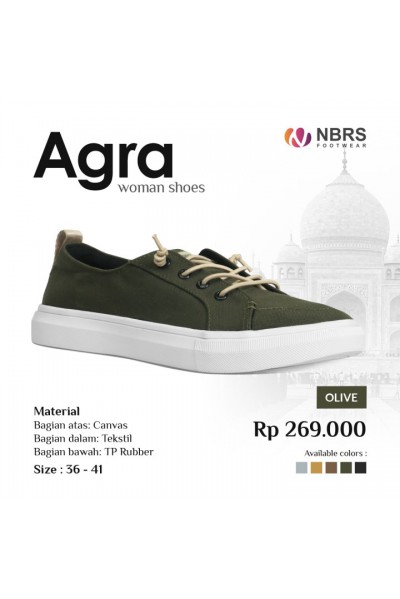 Agra
woman shoes
NBRS
FOOTWEAR
OLIVE
Rp 269.000
Available colors :
Material
Bagian atas: Canvas
Bagian dalam: Tekstil
Bagian bawah: TP Rubber
Size : 36 - 41